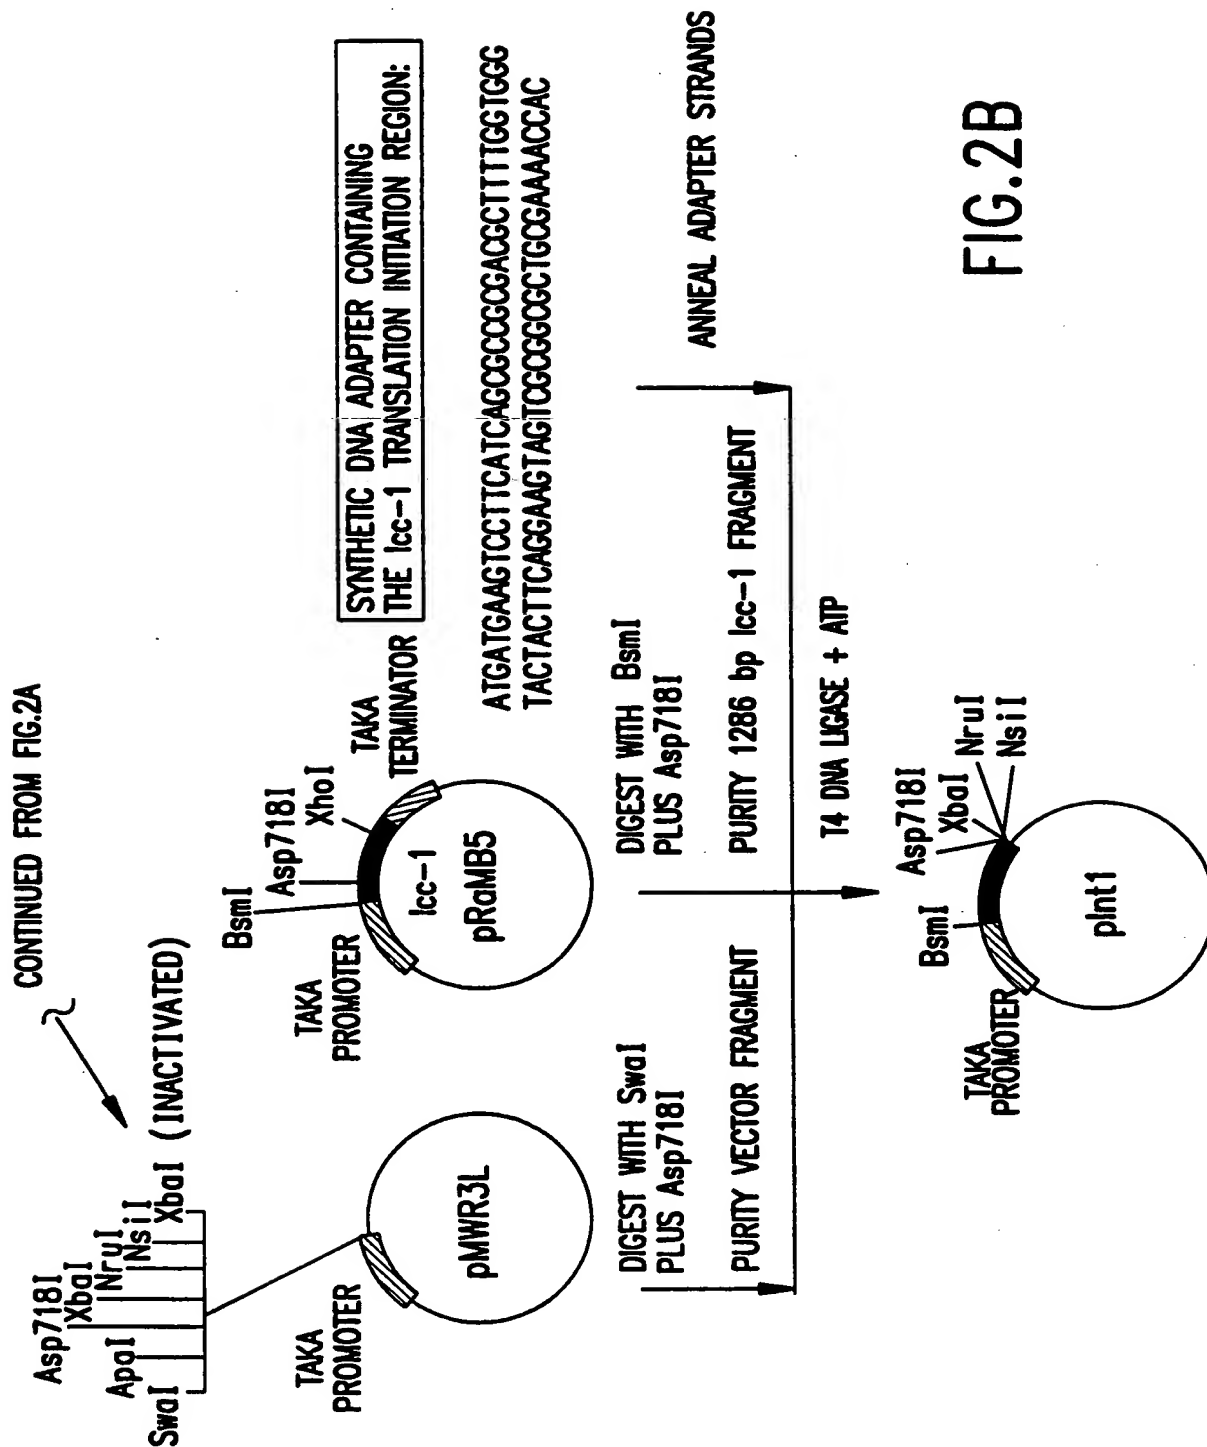 CONTINUED FROM FIG.2A
SwaI
ApaI
Asp718I
XbaI
NruI
NsiI
XbaI (INACTIVATED)
TAKA
PROMOTER
pMWR3L
TAKA
PROMOTER
BsmI
Asp718I
XhoI
TAKA
TERMINATOR
lcc-1
pRaMB5
SYNTHETIC DNA ADAPTER CONTAINING
THE lcc-1 TRANSLATION INITIATION REGION:
ATGATGAAGTCCTTCATCAGCGCCGCGACGCTTTTGGTGGG
TACTACTTCAGGAAGTAGTCGCGGCGCTGCGAAAACCAC
DIGEST WITH SwaI
PLUS Asp718I
PURITY VECTOR FRAGMENT
DIGEST WITH BsmI
PLUS Asp718I
PURITY 1286 bp lcc-1 FRAGMENT
ANNEAL ADAPTER STRANDS
T4 DNA LIGASE + ATP
TAKA
PROMOTER
BsmI
Asp718I
XbaI
NruI
NsiI
pInt1
FIG.2B